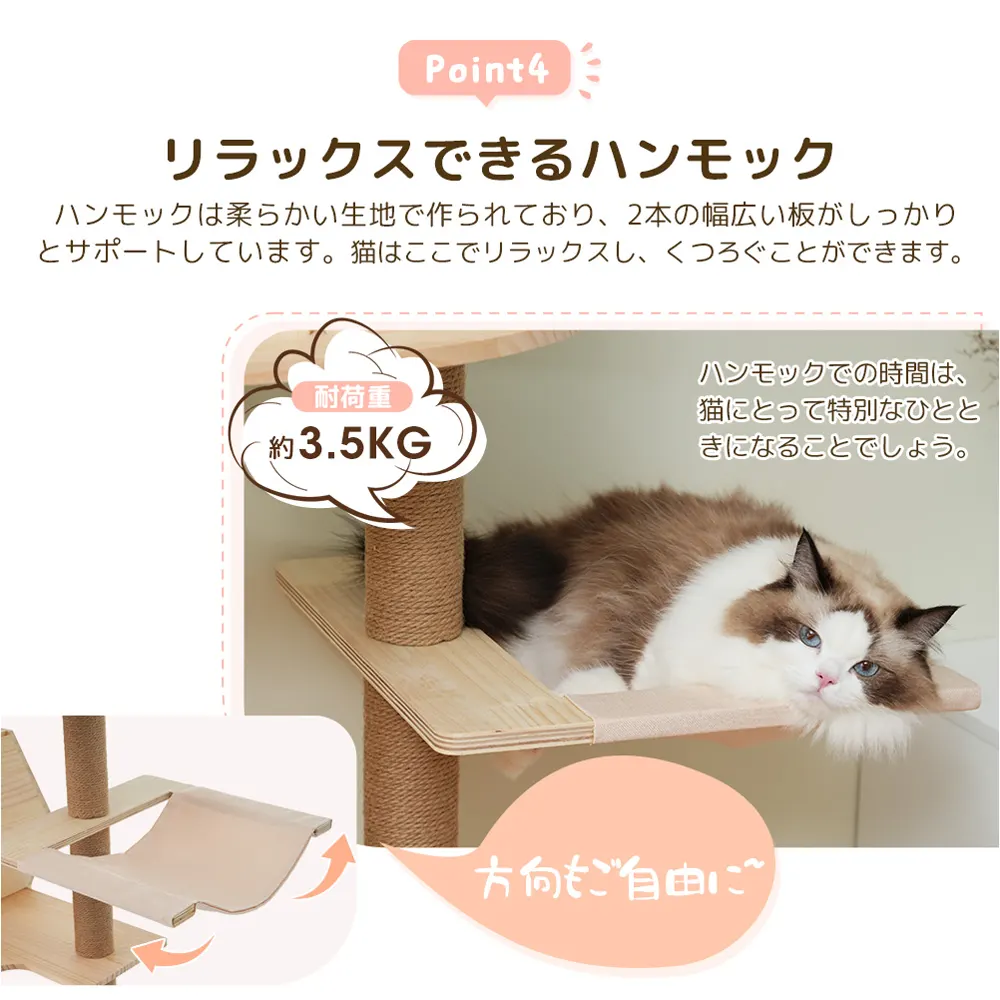 Point4
リラックスできるハンモック
ハンモックは柔らかい生地で作られており、2本の幅広い板がしっかり
とサポートしています。猫はここでリラックスし、くつろぐことができます。
耐荷重
約3.5KG
ハンモックでの時間は、
猫にとって特別なひとと
きになることでしょう。
方向もご自由に~